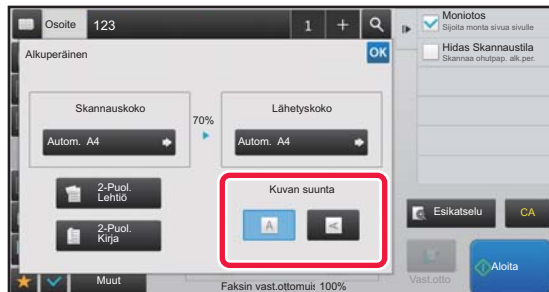 Osoite 123 1 +
Moniotos
Sijoita monta sivua sivulle
Hidas Skannaustila
Skannaa ohutpap. alk.per.
Alkuperäinen OK
Skannauskoko 70% Lähetyskoko
Autom. A4 Autom. A4
2-Puol.
Lehtiö
2-Puol.
Kirja
Kuvan suunta
A A
Esikatselu CA
Muut
Faksin vast.ottomui: 100%
Vast.otto
Aloita